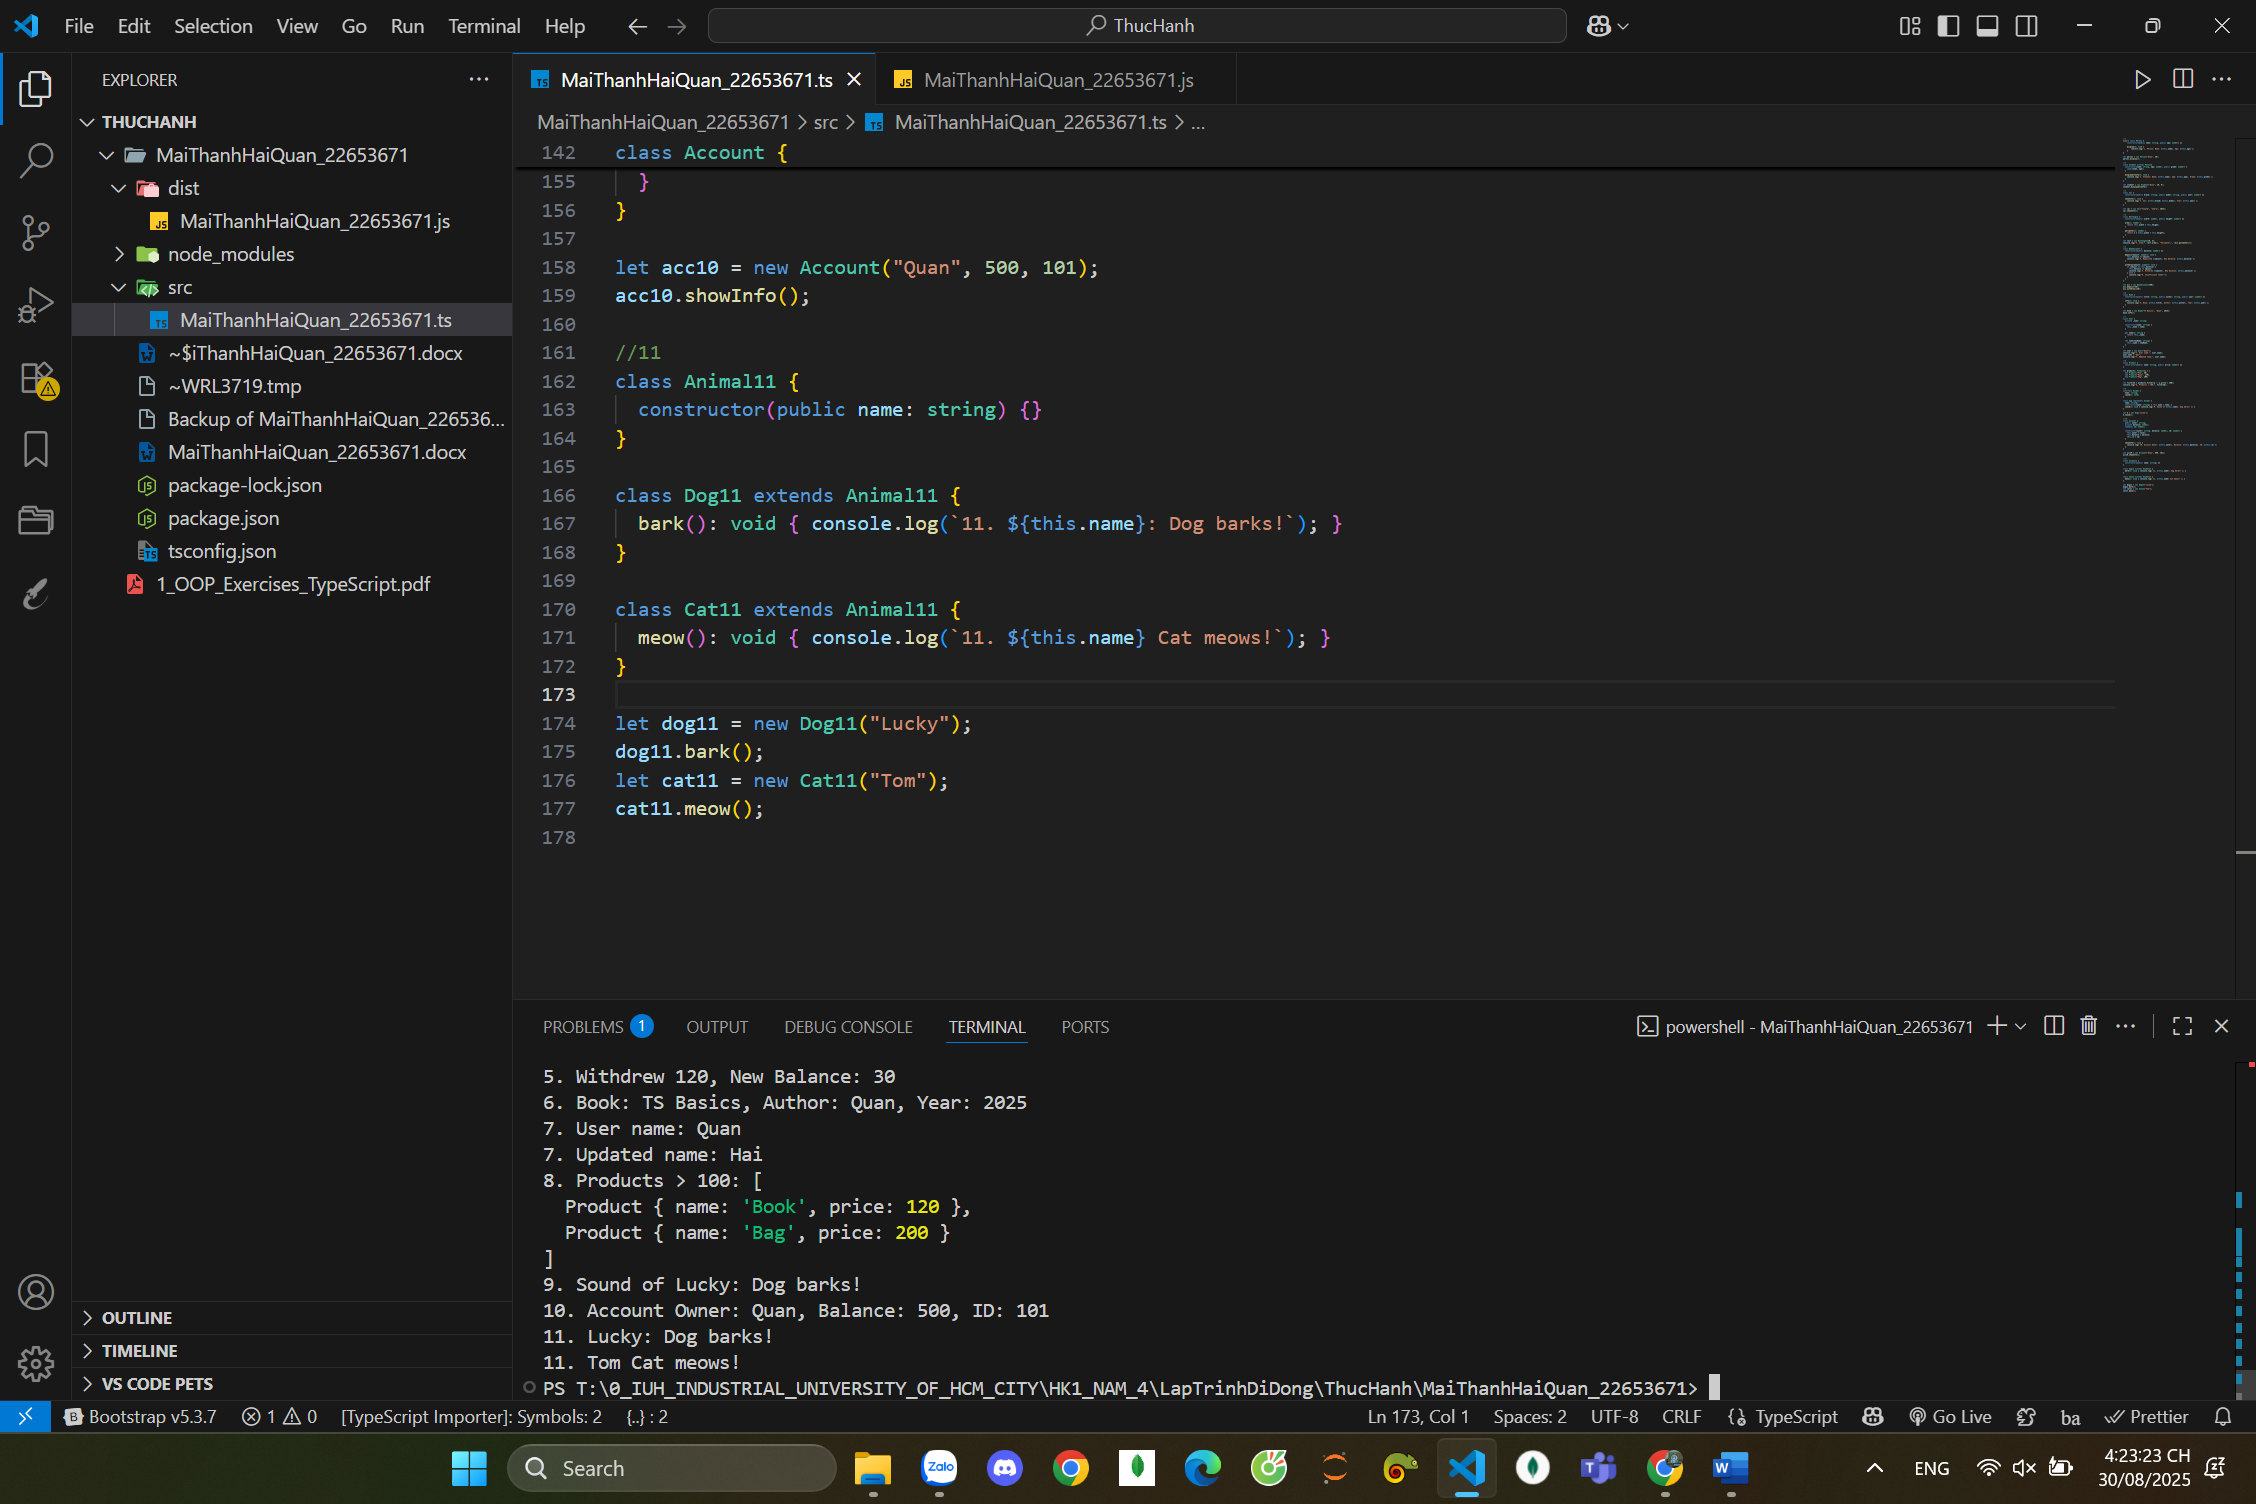 File Edit Selection View Go Run Terminal Help
ThucHanh
EXPLORER
THUCHANH
MaiThanhHaiQuan_22653671
dist
JS MaiThanhHaiQuan_22653671.js
node_modules
src
TS MaiThanhHaiQuan_22653671.ts
~$iThanhHaiQuan_22653671.docx
~WRL3719.tmp
Backup of MaiThanhHaiQuan_226536...
MaiThanhHaiQuan_22653671.docx
package-lock.json
package.json
tsconfig.json
1_OOP_Exercises_TypeScript.pdf
OUTLINE
TIMELINE
VS CODE PETS
TS MaiThanhHaiQuan_22653671.ts
JS MaiThanhHaiQuan_22653671.js
MaiThanhHaiQuan_22653671 > src > TS MaiThanhHaiQuan_22653671.ts > ...
142 class Account {
155 }
156 }
157
158 let acc10 = new Account("Quan", 500, 101);
159 acc10.showInfo();
160
161 //11
162 class Animal11 {
163 constructor(public name: string) {}
164 }
165
166 class Dog11 extends Animal11 {
167 bark(): void { console.log(`11. ${this.name}: Dog barks!`); }
168 }
169
170 class Cat11 extends Animal11 {
171 meow(): void { console.log(`11. ${this.name} Cat meows!`); }
172 }
173
174 let dog11 = new Dog11("Lucky");
175 dog11.bark();
176 let cat11 = new Cat11("Tom");
177 cat11.meow();
178
PROBLEMS 1 OUTPUT DEBUG CONSOLE TERMINAL PORTS
powershell - MaiThanhHaiQuan_22653671
5. Withdrew 120, New Balance: 30
6. Book: TS Basics, Author: Quan, Year: 2025
7. User name: Quan
7. Updated name: Hai
8. Products > 100: [
Product { name: 'Book', price: 120 },
Product { name: 'Bag', price: 200 }
]
9. Sound of Lucky: Dog barks!
10. Account Owner: Quan, Balance: 500, ID: 101
11. Lucky: Dog barks!
11. Tom Cat meows!
PS T:\0_IUH_INDUSTRIAL_UNIVERSITY_OF_HCM_CITY\HK1_NAM_4\LapTrinhDiDong\ThucHanh\MaiThanhHaiQuan_22653671>
B Bootstrap v5.3.7 1 0 [TypeScript Importer]: Symbols: 2 {..} : 2
Ln 173, Col 1 Spaces: 2 UTF-8 CRLF TypeScript Go Live ba Prettier
Search
Zalo
ENG
4:23:23 CH
30/08/2025